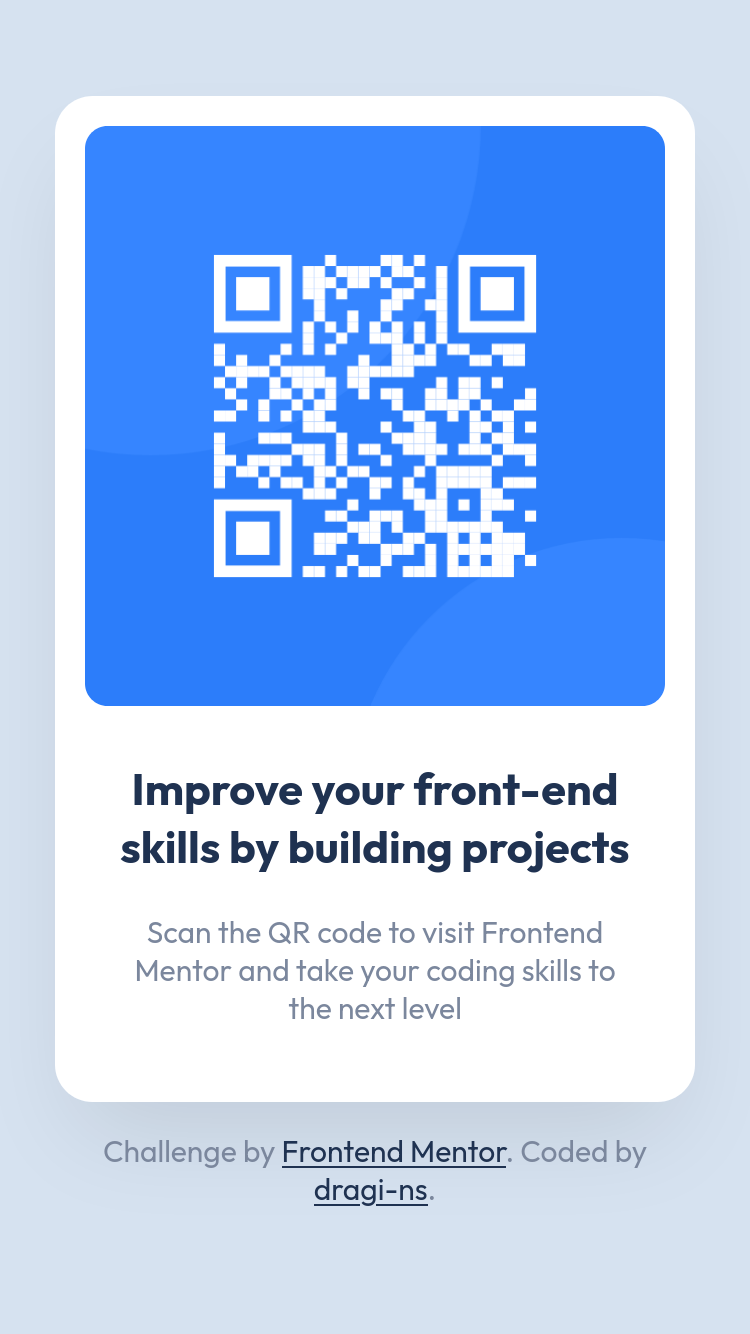 Improve your front-end
skills by building projects
Scan the QR code to visit Frontend
Mentor and take your coding skills to
the next level
Challenge by Frontend Mentor. Coded by
dragi-ns.